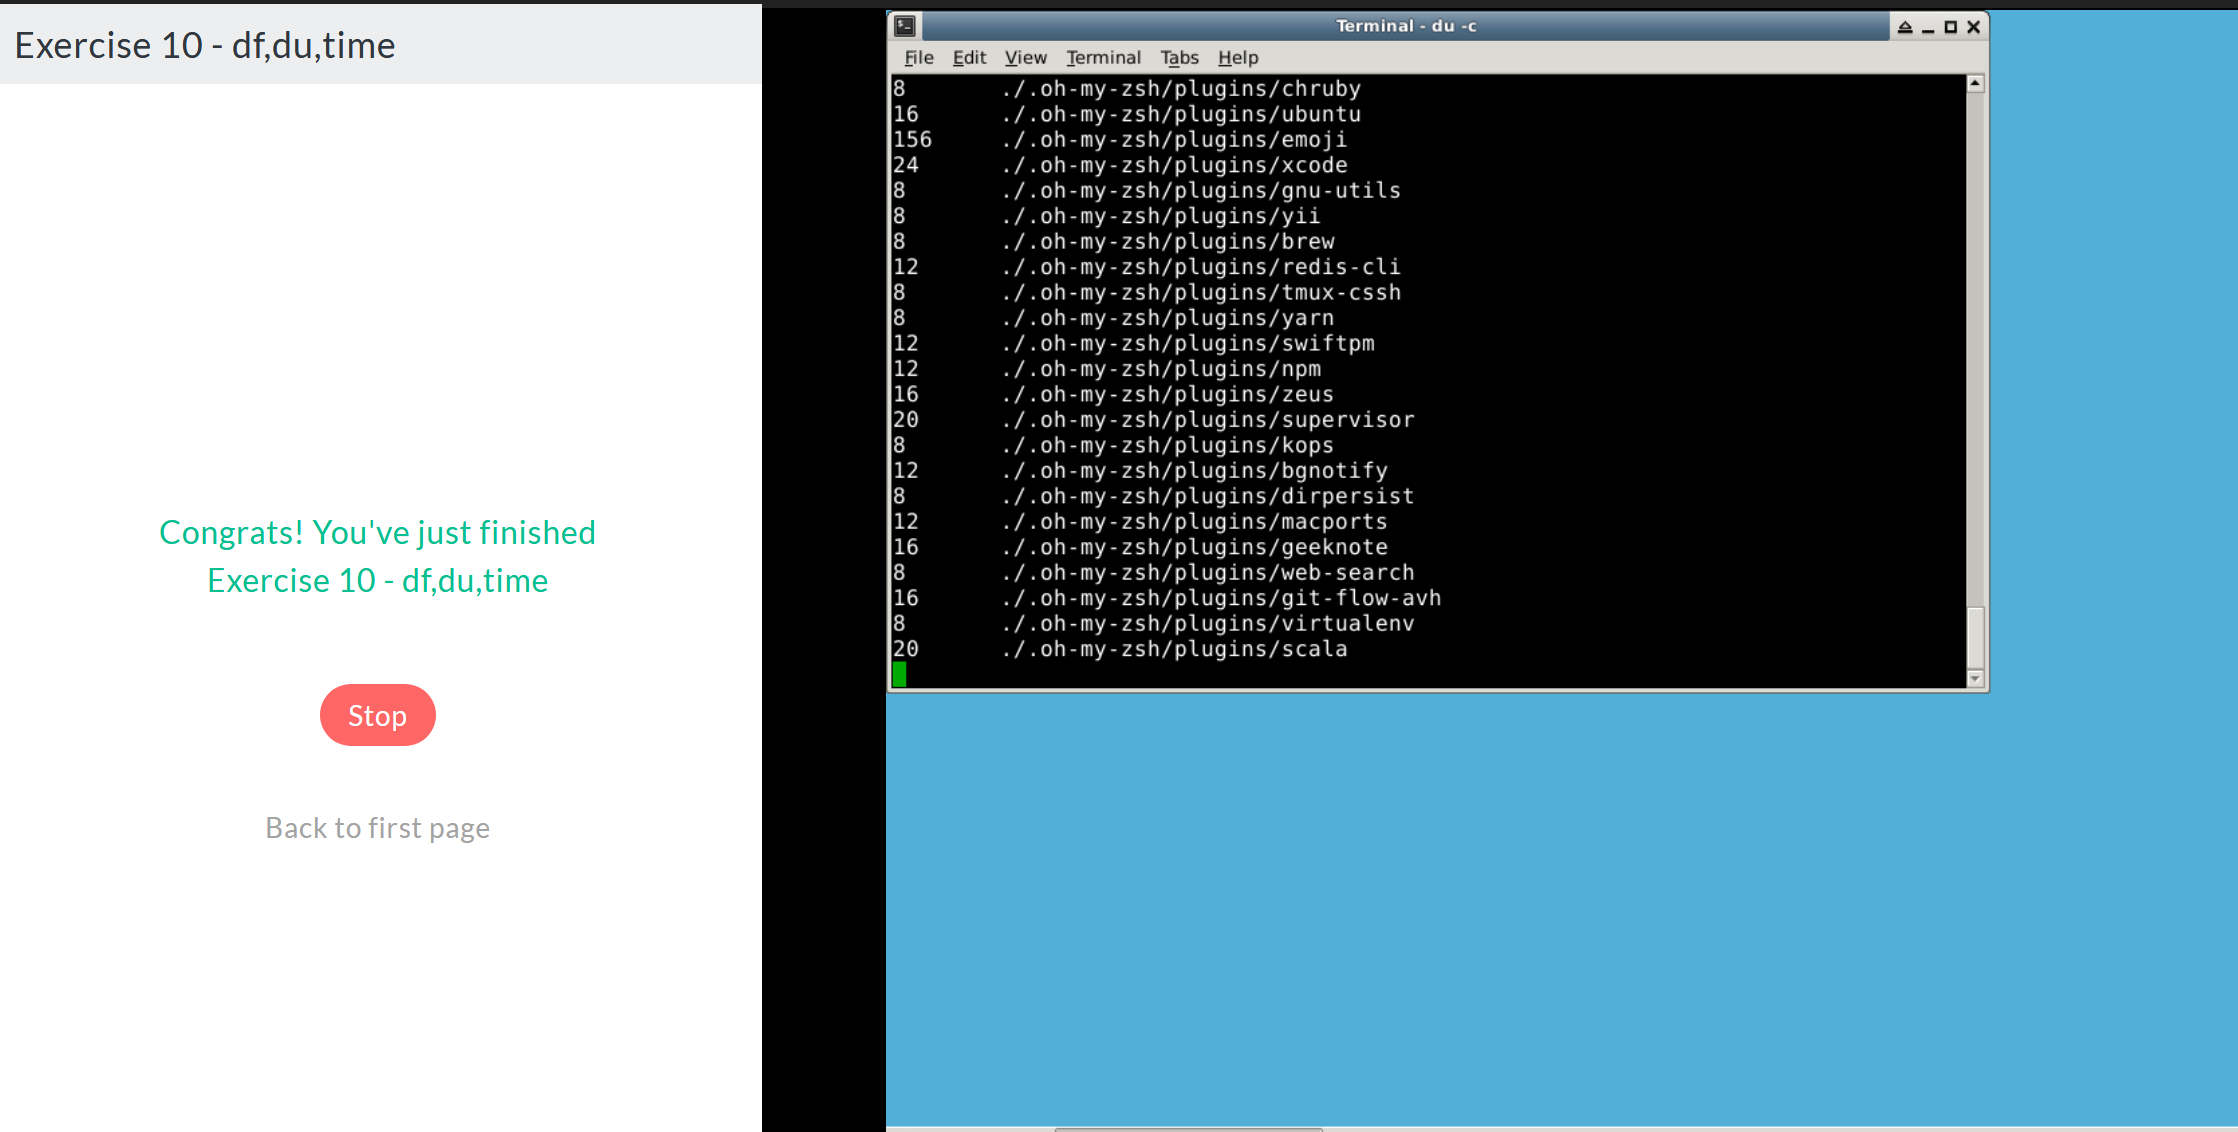 Exercise 10 - df,du,time
Congrats! You've just finished
Exercise 10 - df,du,time
Stop
Back to first page
Terminal - du -c
File Edit View Terminal Tabs Help
8 ./.oh-my-zsh/plugins/chruby
16 ./.oh-my-zsh/plugins/ubuntu
156 ./.oh-my-zsh/plugins/emoji
24 ./.oh-my-zsh/plugins/xcode
8 ./.oh-my-zsh/plugins/gnu-utils
8 ./.oh-my-zsh/plugins/yii
8 ./.oh-my-zsh/plugins/brew
12 ./.oh-my-zsh/plugins/redis-cli
8 ./.oh-my-zsh/plugins/tmux-cssh
8 ./.oh-my-zsh/plugins/yarn
12 ./.oh-my-zsh/plugins/swiftpm
12 ./.oh-my-zsh/plugins/npm
16 ./.oh-my-zsh/plugins/zeus
20 ./.oh-my-zsh/plugins/supervisor
8 ./.oh-my-zsh/plugins/kops
12 ./.oh-my-zsh/plugins/bgnotify
8 ./.oh-my-zsh/plugins/dirpersist
12 ./.oh-my-zsh/plugins/macports
16 ./.oh-my-zsh/plugins/geeknote
8 ./.oh-my-zsh/plugins/web-search
16 ./.oh-my-zsh/plugins/git-flow-avh
8 ./.oh-my-zsh/plugins/virtualenv
20 ./.oh-my-zsh/plugins/scala